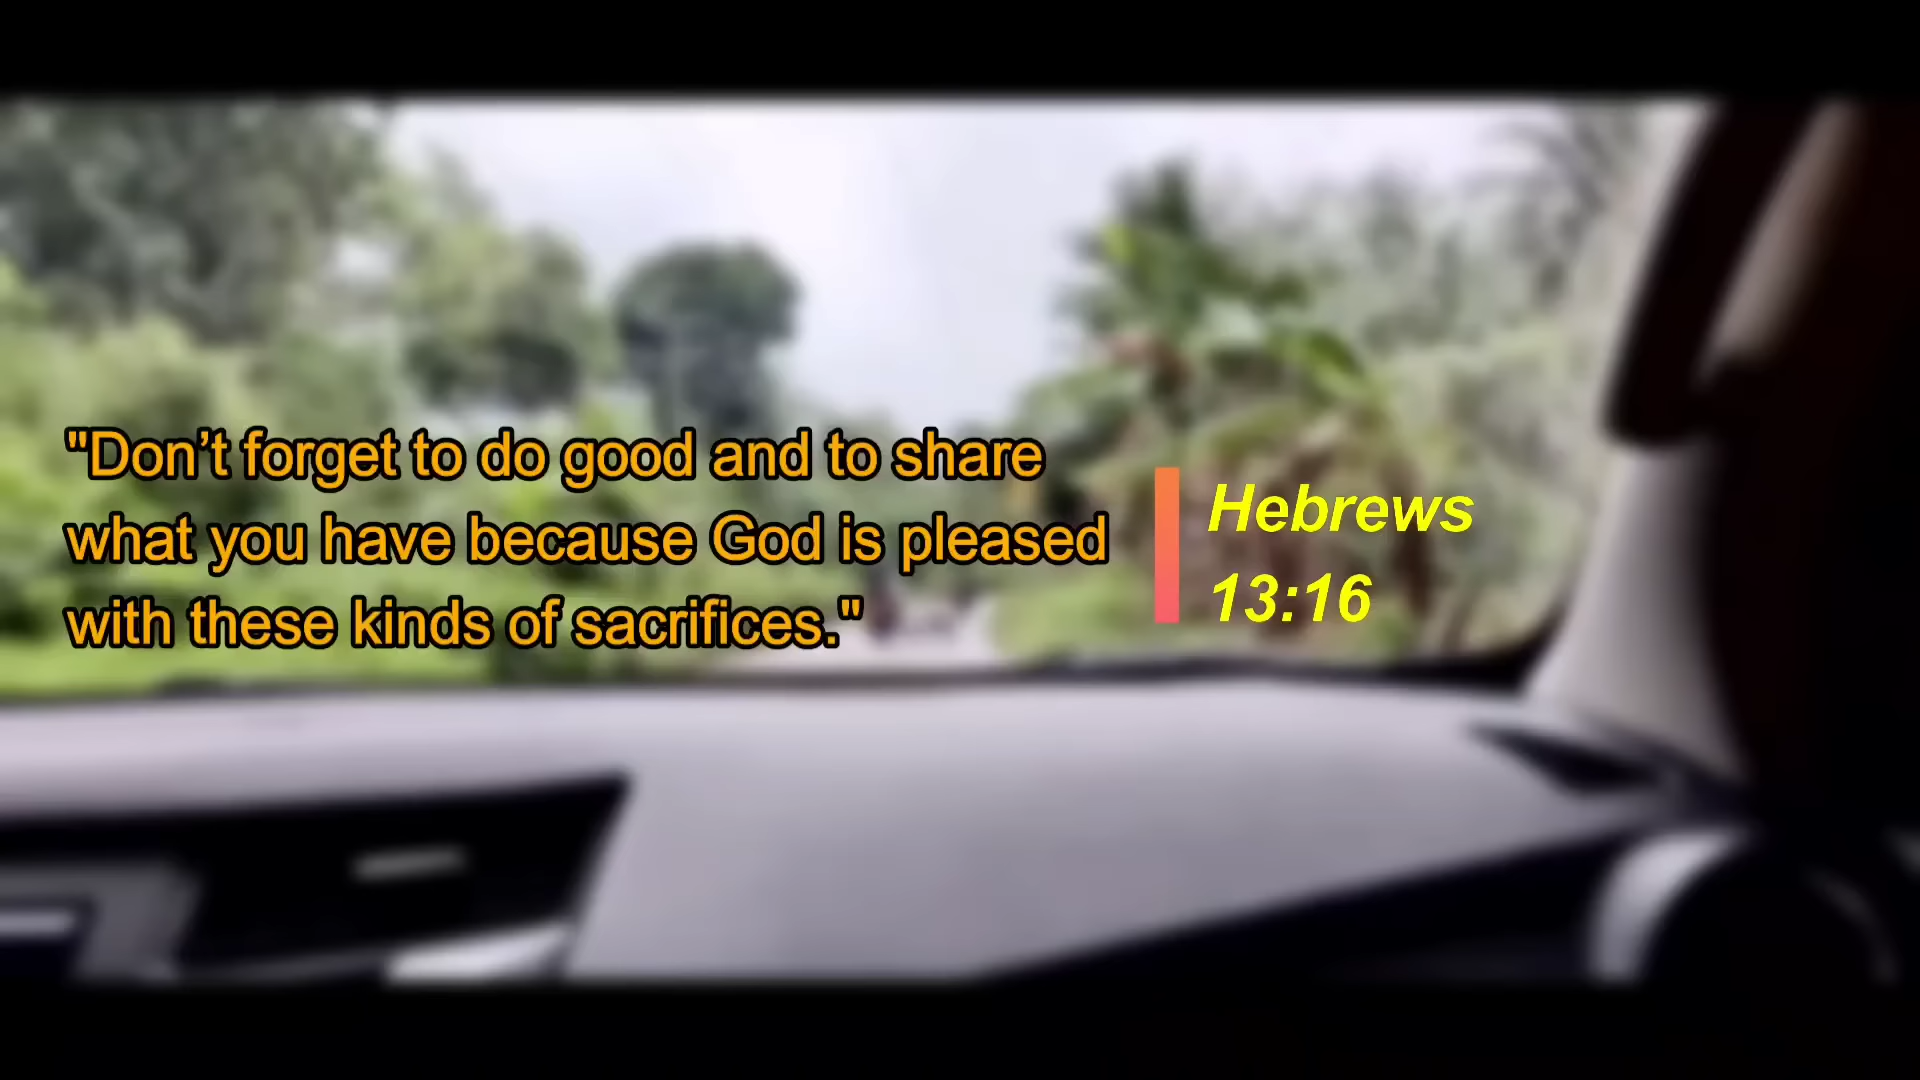 "Don’t forget to do good and to share
what you have because God is pleased
with these kinds of sacrifices."
Hebrews
13:16